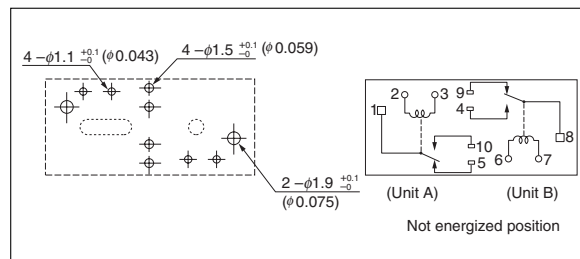 4 –φ1.1 +0.1 –0 (φ0.043)
4 –φ1.5 +0.1 –0 (φ0.059)
2 –φ1.9 +0.1 –0
(φ0.075)
2 3 9
1 4
8
10
5 6 7
(Unit A) (Unit B)
Not energized position